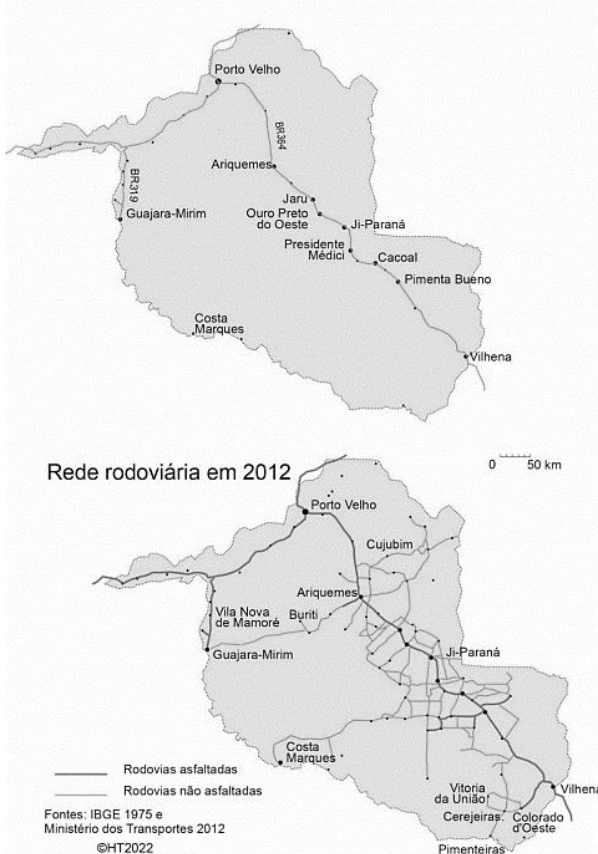 Porto Velho
BR364
Ariquemes
BR319
Jaru
Guajara-Mirim
Ouro Preto
do Oeste
Ji-Paraná
Presidente
Médici
Cacoal
Pimenta Bueno
Costa
Marques
Vilhena
Rede rodoviária em 2012
0 50 km
Porto Velho
Cujubim
Ariquemes
Vila Nova
de Mamoré
Buriti
Guajara-Mirim
Ji-Paraná
Costa
Marques
Rodovias asfaltadas
Rodovias não asfaltadas
Vitoria
da União
Vilhena
Cerejeiras
Colorado
d'Oeste
Pimenteiras
Fontes: IBGE 1975 e
Ministério dos Transportes 2012
©HT2022